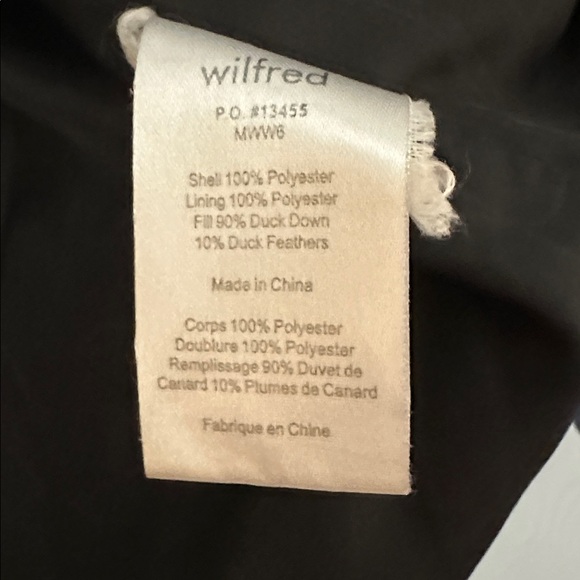 wilfred
P.O. #13455
MWW6
Shell 100% Polyester
Lining 100% Polyester
Fill 90% Duck Down
10% Duck Feathers
Made in China
Corps 100% Polyester
Doublure 100% Polyester
Remplissage 90% Duvet de
Canard 10% Plumes de Canard
Fabrique en Chine